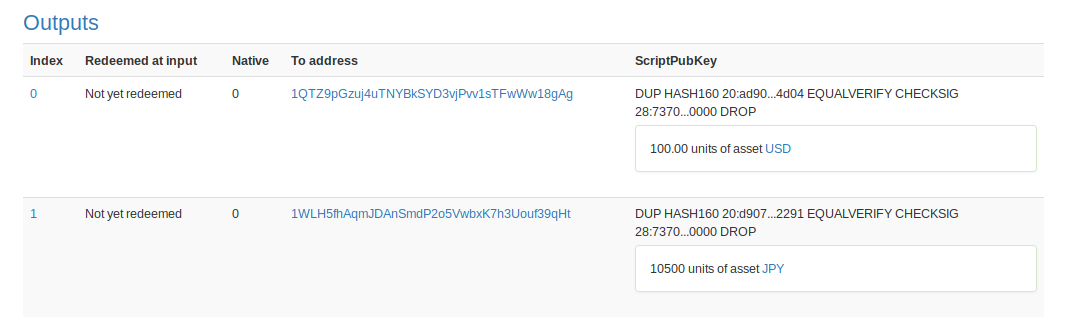 Outputs
Index Redeemed at input Native To address ScriptPubKey
0 Not yet redeemed 0 1QTZ9pGzuj4uTNYBkSYD3vjPvv1sTFwWw18gAg DUP HASH160 20:ad90...4d04 EQUALVERIFY CHECKSIG
28:7370...0000 DROP
100.00 units of asset USD
1 Not yet redeemed 0 1WLH5fhAqmJDAnSmdP2o5VwbxK7h3Uouf39qHt DUP HASH160 20:d907...2291 EQUALVERIFY CHECKSIG
28:7370...0000 DROP
10500 units of asset JPY